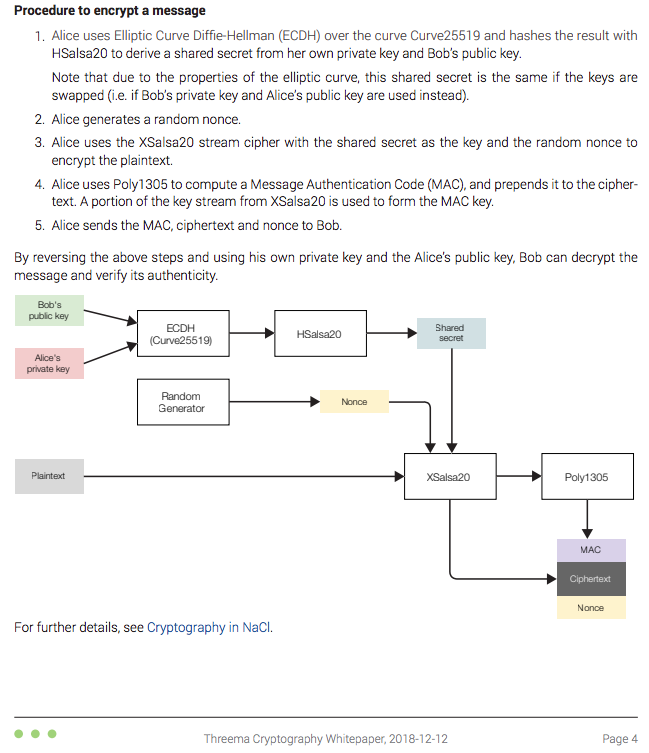 Procedure to encrypt a message
1. Alice uses Elliptic Curve Diffie-Hellman (ECDH) over the curve Curve25519 and hashes the result with
HSalsa20 to derive a shared secret from her own private key and Bob's public key.
Note that due to the properties of the elliptic curve, this shared secret is the same if the keys are
swapped (i.e. if Bob's private key and Alice's public key are used instead).
2. Alice generates a random nonce.
3. Alice uses the XSalsa20 stream cipher with the shared secret as the key and the random nonce to
encrypt the plaintext.
4. Alice uses Poly1305 to compute a Message Authentication Code (MAC), and prepends it to the cipher-
text. A portion of the key stream from XSalsa20 is used to form the MAC key.
5. Alice sends the MAC, ciphertext and nonce to Bob.
By reversing the above steps and using his own private key and the Alice's public key, Bob can decrypt the
message and verify its authenticity.
Bob's
public key
ECDH
(Curve25519)
HSalsa20
Shared
secret
Alice's
private key
Random
Generator
Nonce
Plaintext
XSalsa20
Poly1305
MAC
Ciphertext
Nonce
For further details, see Cryptography in NaCl.
Threema Cryptography Whitepaper, 2018-12-12
Page 4